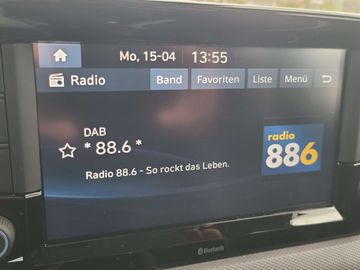 Mo, 15-04 13:55
Radio Band Favoriten Liste Menü
DAB
* 88.6 *
Radio 88.6 - So rockt das Leben.
radio
886
Bluetooth